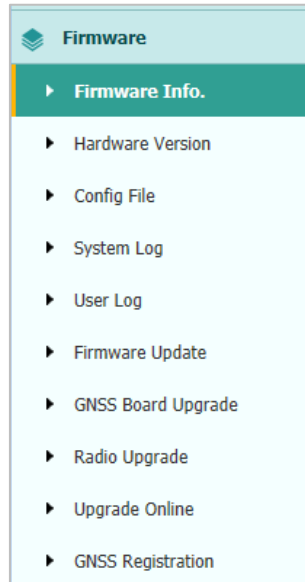 Firmware
Firmware Info.
Hardware Version
Config File
System Log
User Log
Firmware Update
GNSS Board Upgrade
Radio Upgrade
Upgrade Online
GNSS Registration